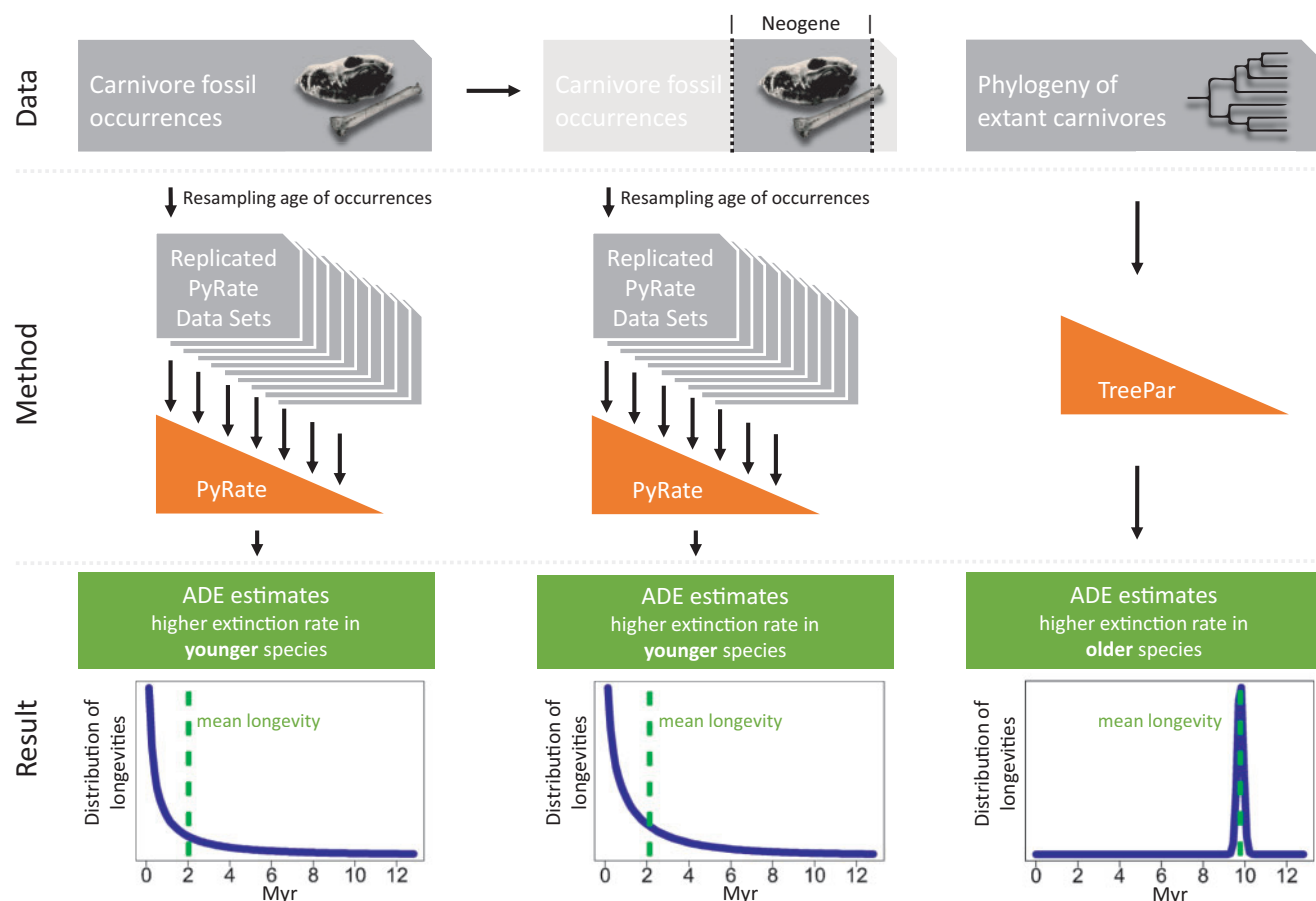 Data
Carnivore fossil
occurrences
| Neogene |
Carnivore fossil
occurrences
Phylogeny of
extant carnivores
Method
Resampling age of occurrences
Replicated
PyRate
Data Sets
PyRate
Resampling age of occurrences
Replicated
PyRate
Data Sets
PyRate
TreePar
Result
ADE estimates
higher extinction rate in
younger species
Distribution of
longevities
mean longevity
0 2 4 6 8 10 12
Myr
ADE estimates
higher extinction rate in
younger species
Distribution of
longevities
mean longevity
0 2 4 6 8 10 12
Myr
ADE estimates
higher extinction rate in
older species
Distribution of
longevities
mean longevity
0 2 4 6 8 10 12
Myr